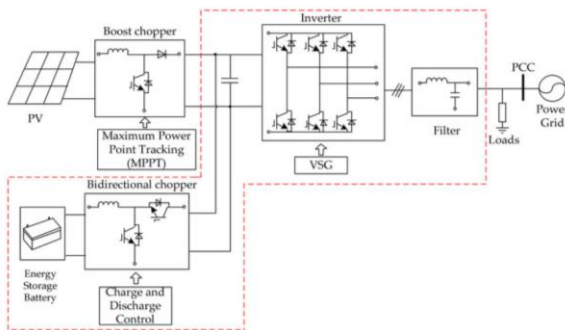 Boost chopper
Inverter
PV
Maximum Power
Point Tracking
(MPPT)
VSG
Filter
PCC
Loads
Power
Grid
Bidirectional chopper
Energy
Storage
Battery
Charge and
Discharge
Control